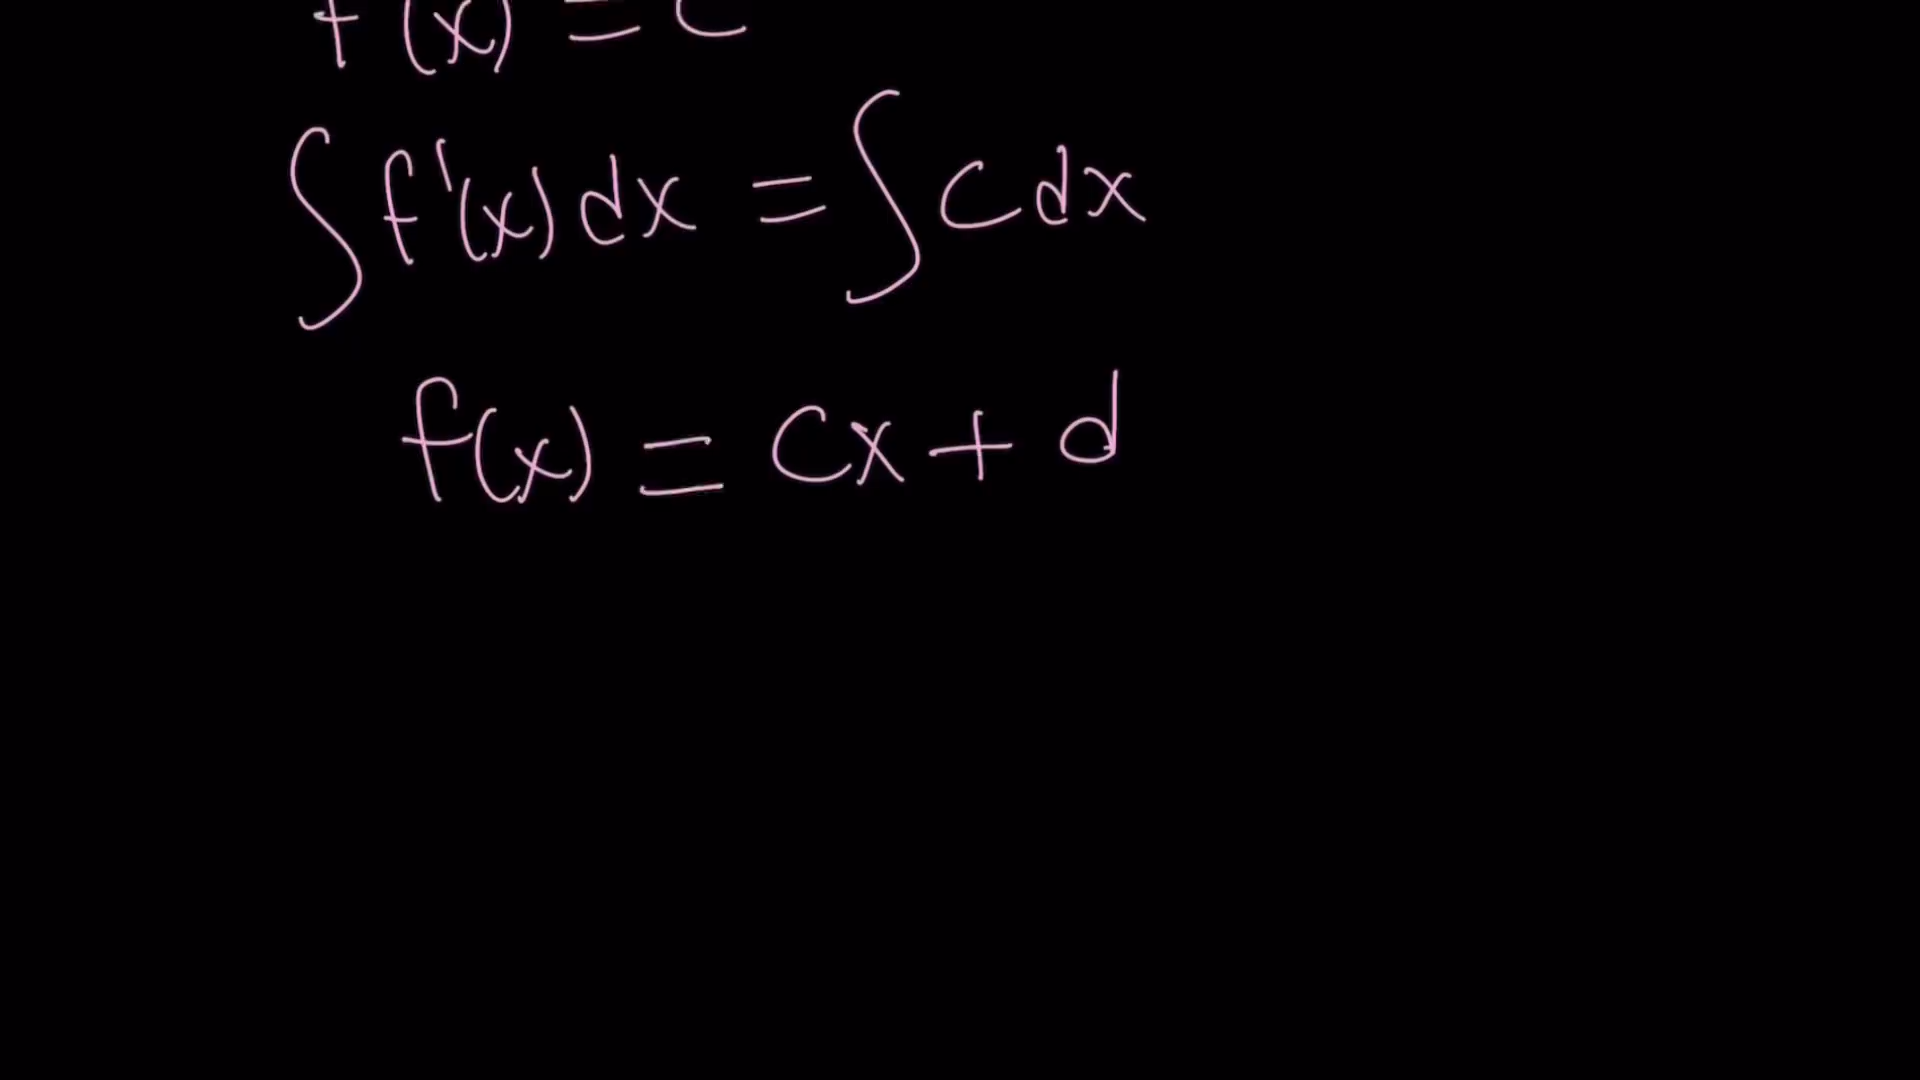 f'(x) = c
∫ f'(x) dx = ∫ c dx
f(x) = cx + d